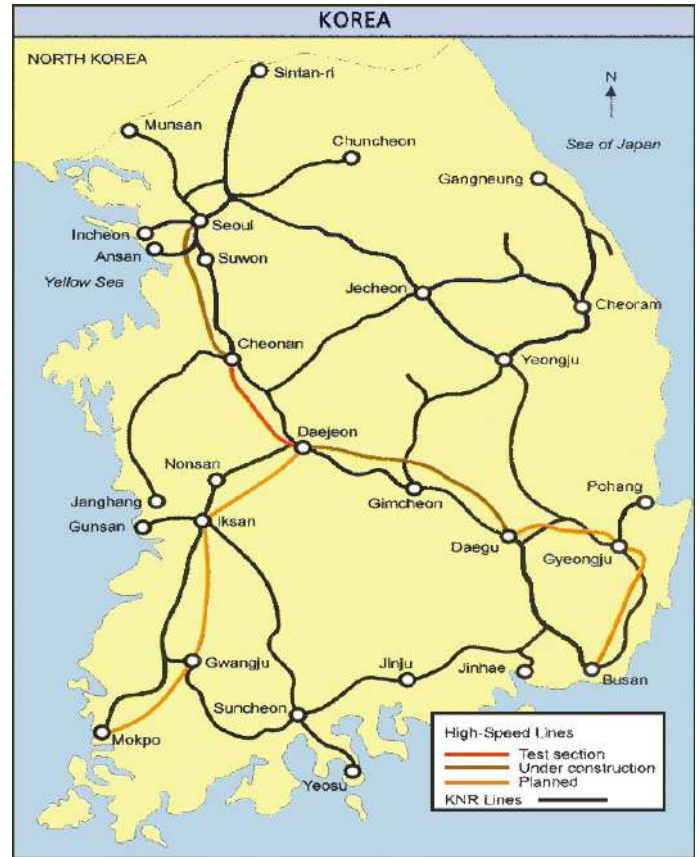 KOREA
NORTH KOREA
Sintan-ri
N
Munsan
Chuncheon
Sea of Japan
Gangneung
Incheon
Seoul
Ansan
Suwon
Yellow Sea
Jecheon
Cheoram
Cheonan
Yeongju
Daejeon
Nonsan
Janghang
Gimcheon
Pohang
Gunsan
Iksan
Daegu
Gyeongju
Gwangju
Jinju
Jinhae
Busan
Suncheon
Mokpo
Yeosu
High-Speed Lines
Test section
Under construction
Planned
KNR Lines